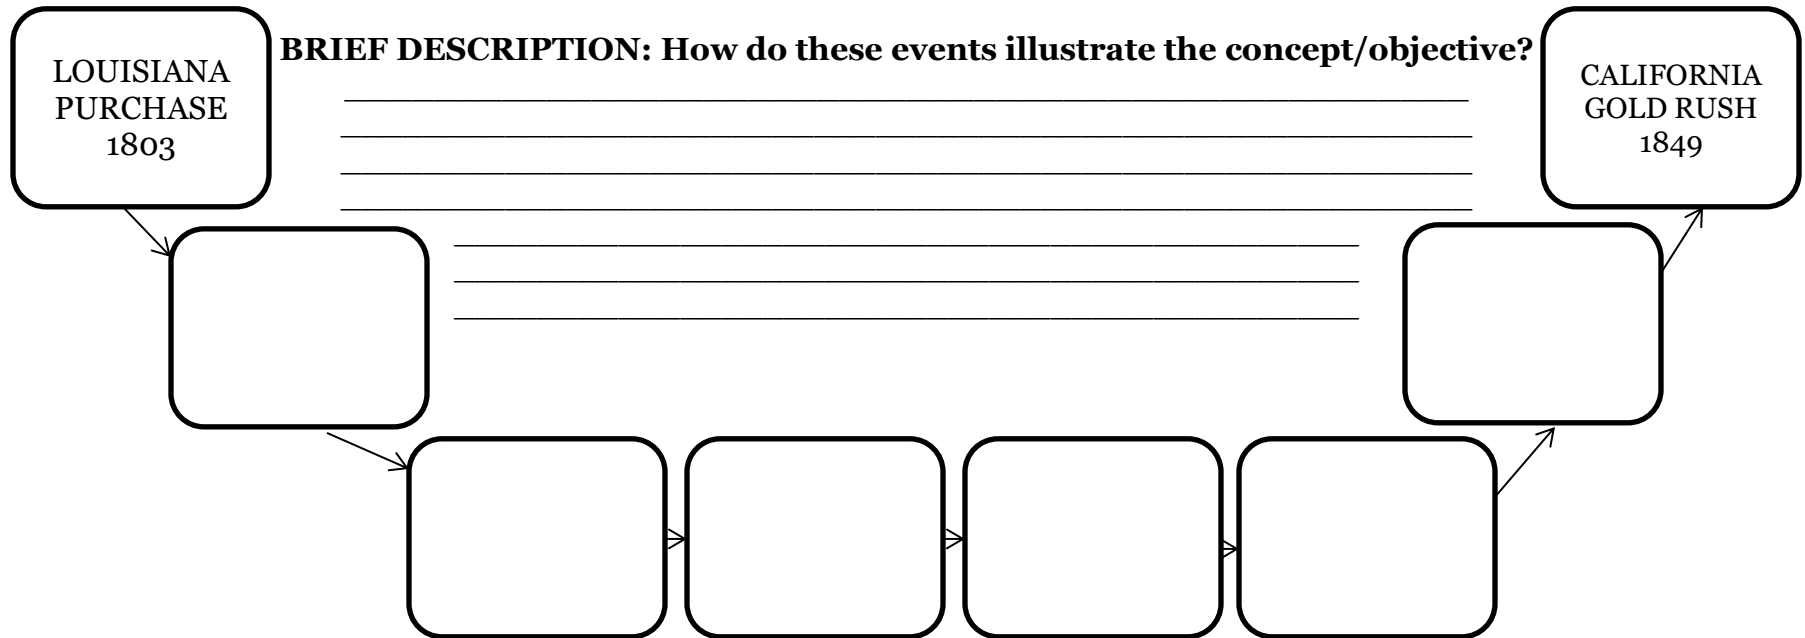 LOUISIANA
PURCHASE
1803
BRIEF DESCRIPTION: How do these events illustrate the concept/objective?
CALIFORNIA
GOLD RUSH
1849